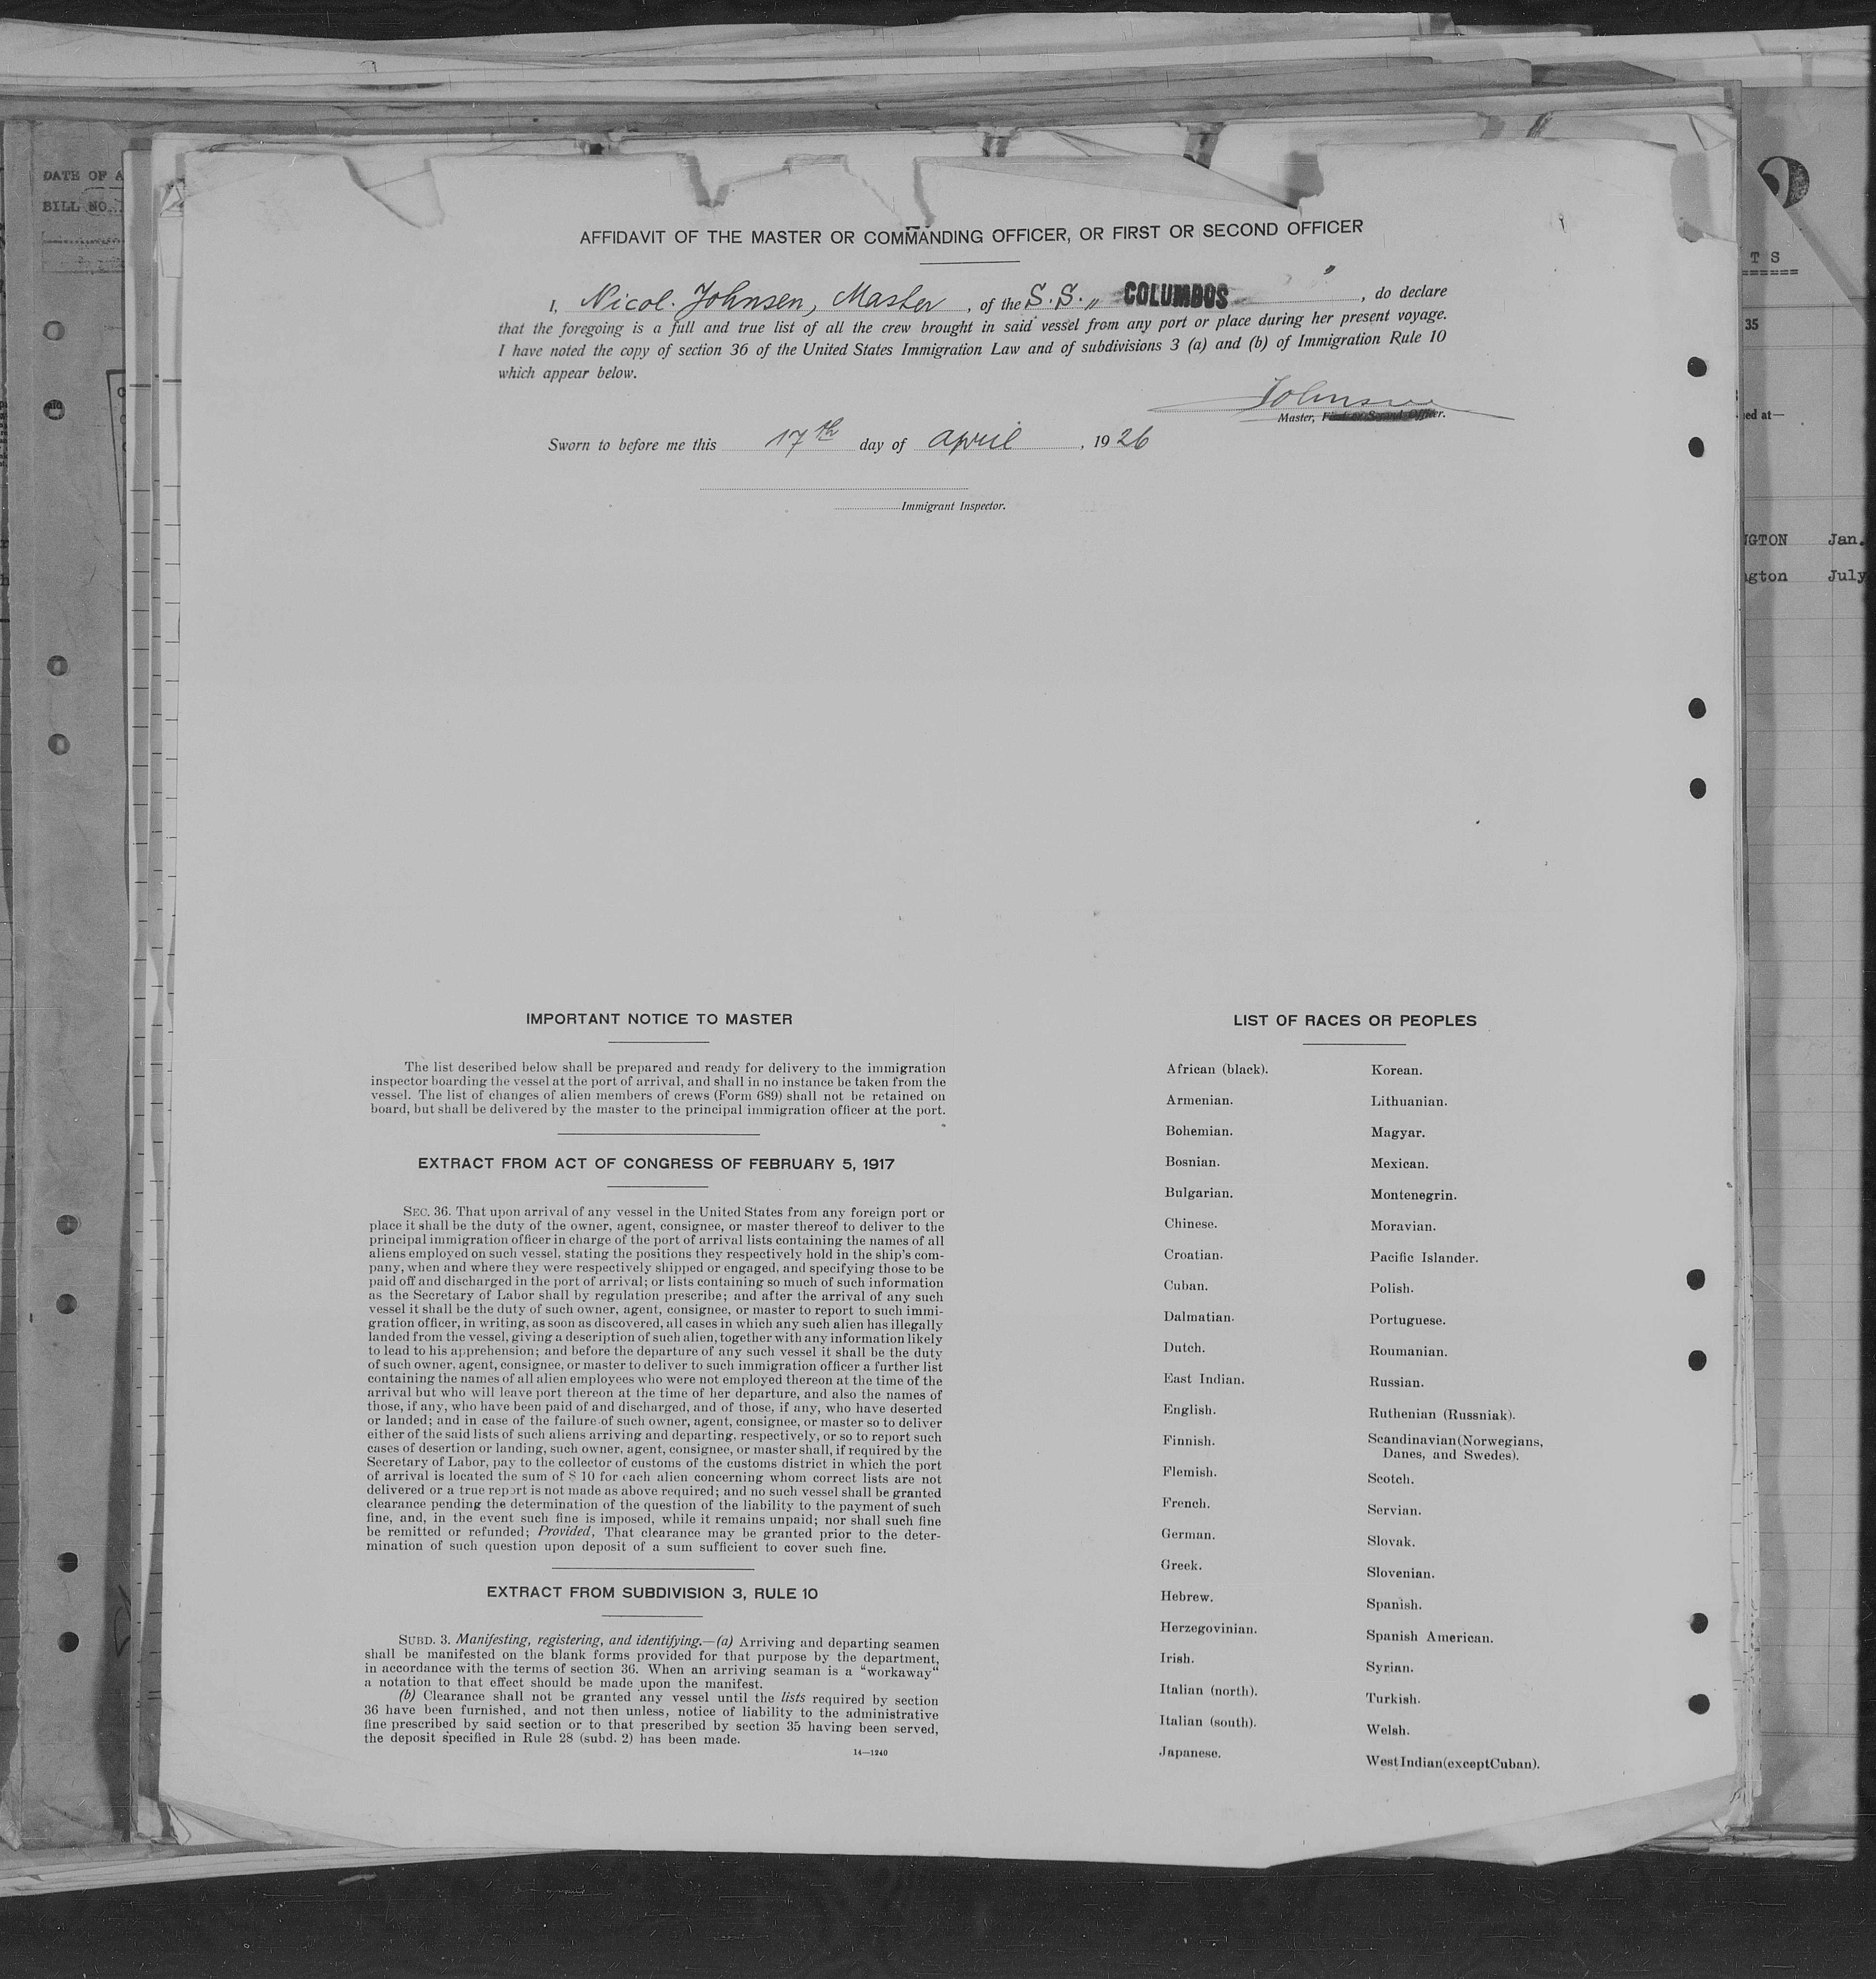 DATE OF A
BILL NO.
AFFIDAVIT OF THE MASTER OR COMMANDING OFFICER, OR FIRST OR SECOND OFFICER
I, Nicol. Johnsen, Master, of the S.S. „ COLUMBUS ", do declare
that the foregoing is a full and true list of all the crew brought in said vessel from any port or place during her present voyage.
I have noted the copy of section 36 of the United States Immigration Law and of subdivisions 3 (a) and (b) of Immigration Rule 10
which appear below.
Johnsen
Master, First or Second Officer.
Sworn to before me this 17th day of april, 1926
Immigrant Inspector.
T S
35
ed at—
GTON Jan.
gton July
IMPORTANT NOTICE TO MASTER
The list described below shall be prepared and ready for delivery to the immigration
inspector boarding the vessel at the port of arrival, and shall in no instance be taken from the
vessel. The list of changes of alien members of crews (Form 689) shall not be retained on
board, but shall be delivered by the master to the principal immigration officer at the port.
EXTRACT FROM ACT OF CONGRESS OF FEBRUARY 5, 1917
SEC. 36. That upon arrival of any vessel in the United States from any foreign port or
place it shall be the duty of the owner, agent, consignee, or master thereof to deliver to the
principal immigration officer in charge of the port of arrival lists containing the names of all
aliens employed on such vessel, stating the positions they respectively hold in the ship's com-
pany, when and where they were respectively shipped or engaged, and specifying those to be
paid off and discharged in the port of arrival; or lists containing so much of such information
as the Secretary of Labor shall by regulation prescribe; and after the arrival of any such
vessel it shall be the duty of such owner, agent, consignee, or master to report to such immi-
gration officer, in writing, as soon as discovered, all cases in which any such alien has illegally
landed from the vessel, giving a description of such alien, together with any information likely
to lead to his apprehension; and before the departure of any such vessel it shall be the duty
of such owner, agent, consignee, or master to deliver to such immigration officer a further list
containing the names of all alien employees who were not employed thereon at the time of the
arrival but who will leave port thereon at the time of her departure, and also the names of
those, if any, who have been paid of and discharged, and of those, if any, who have deserted
or landed; and in case of the failure of such owner, agent, consignee, or master so to deliver
either of the said lists of such aliens arriving and departing, respectively, or so to report such
cases of desertion or landing, such owner, agent, consignee, or master shall, if required by the
Secretary of Labor, pay to the collector of customs of the customs district in which the port
of arrival is located the sum of $ 10 for each alien concerning whom correct lists are not
delivered or a true report is not made as above required; and no such vessel shall be granted
clearance pending the determination of the question of the liability to the payment of such
fine, and, in the event such fine is imposed, while it remains unpaid; nor shall such fine
be remitted or refunded; Provided, That clearance may be granted prior to the deter-
mination of such question upon deposit of a sum sufficient to cover such fine.
EXTRACT FROM SUBDIVISION 3, RULE 10
SUBD. 3. Manifesting, registering, and identifying.—(a) Arriving and departing seamen
shall be manifested on the blank forms provided for that purpose by the department,
in accordance with the terms of section 36. When an arriving seaman is a “workaway“
a notation to that effect should be made upon the manifest.
(b) Clearance shall not be granted any vessel until the lists required by section
36 have been furnished, and not then unless, notice of liability to the administrative
fine prescribed by said section or to that prescribed by section 35 having been served,
the deposit specified in Rule 28 (subd. 2) has been made.
14—1240
LIST OF RACES OR PEOPLES
African (black).
Armenian.
Bohemian.
Bosnian.
Bulgarian.
Chinese.
Croatian.
Cuban.
Dalmatian.
Dutch.
East Indian.
English.
Finnish.
Flemish.
French.
German.
Greek.
Hebrew.
Herzegovinian.
Irish.
Italian (north).
Italian (south).
Japanese.
Korean.
Lithuanian.
Magyar.
Mexican.
Montenegrin.
Moravian.
Pacific Islander.
Polish.
Portuguese.
Roumanian.
Russian.
Ruthenian (Russniak).
Scandinavian (Norwegians,
Danes, and Swedes).
Scotch.
Servian.
Slovak.
Slovenian.
Spanish.
Spanish American.
Syrian.
Turkish.
Welsh.
West Indian (except Cuban).